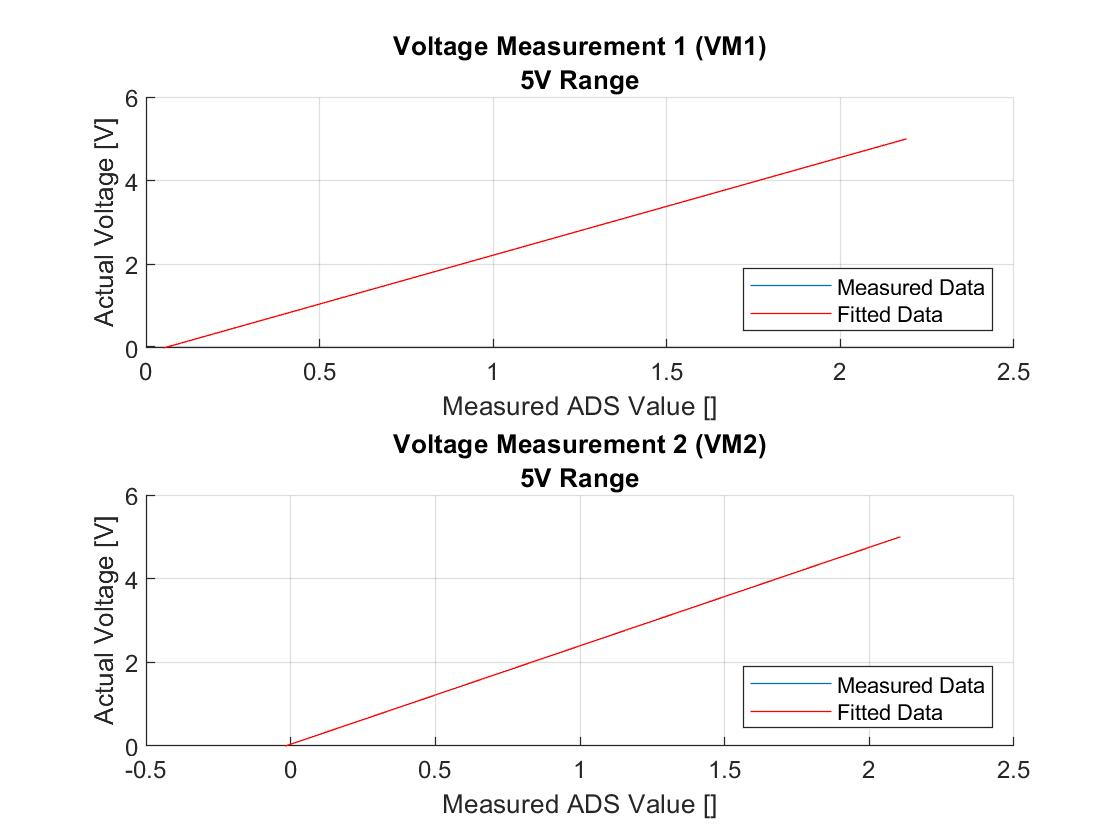 Voltage Measurement 1 (VM1)
5V Range
6
4
2
0
Actual Voltage [V]
0 0.5 1 1.5 2 2.5
Measured ADS Value []
Measured Data
Fitted Data
Voltage Measurement 2 (VM2)
5V Range
6
4
2
0
Actual Voltage [V]
-0.5 0 0.5 1 1.5 2 2.5
Measured ADS Value []
Measured Data
Fitted Data